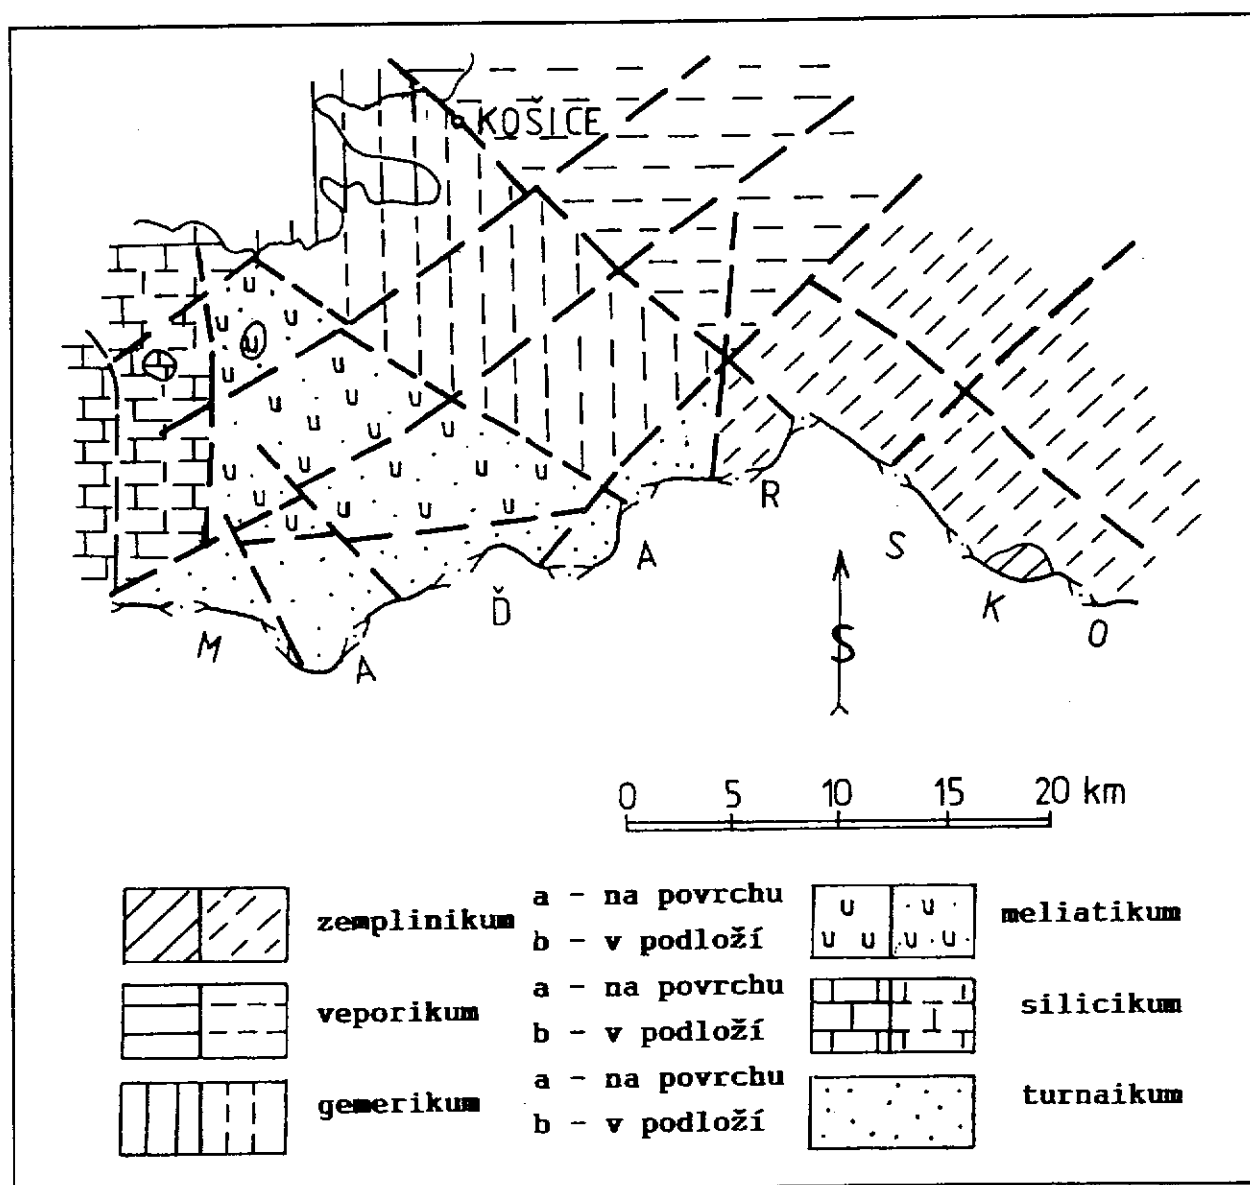 KOŠICE
MAĎARSKO
S
0 5 10 15 20 km
zemplinikum
a - na povrchu
b - v podloží
meliatikum
veporikum
a - na povrchu
b - v podloží
silicikum
gemerikum
a - na povrchu
b - v podloží
turnaikum